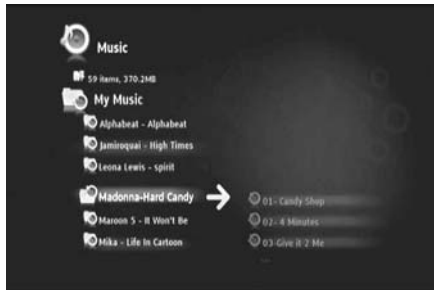 Music
59 items, 370.2MB
My Music
Alphabeat - Alphabeat
Jamiroquai - High Times
Leona Lewis - spirit
Madonna-Hard Candy
01- Candy Shop
Maroon 5 - It Won't Be
02- 4 Minutes
Mika - Life In Cartoon
03-Give it 2 Me
...